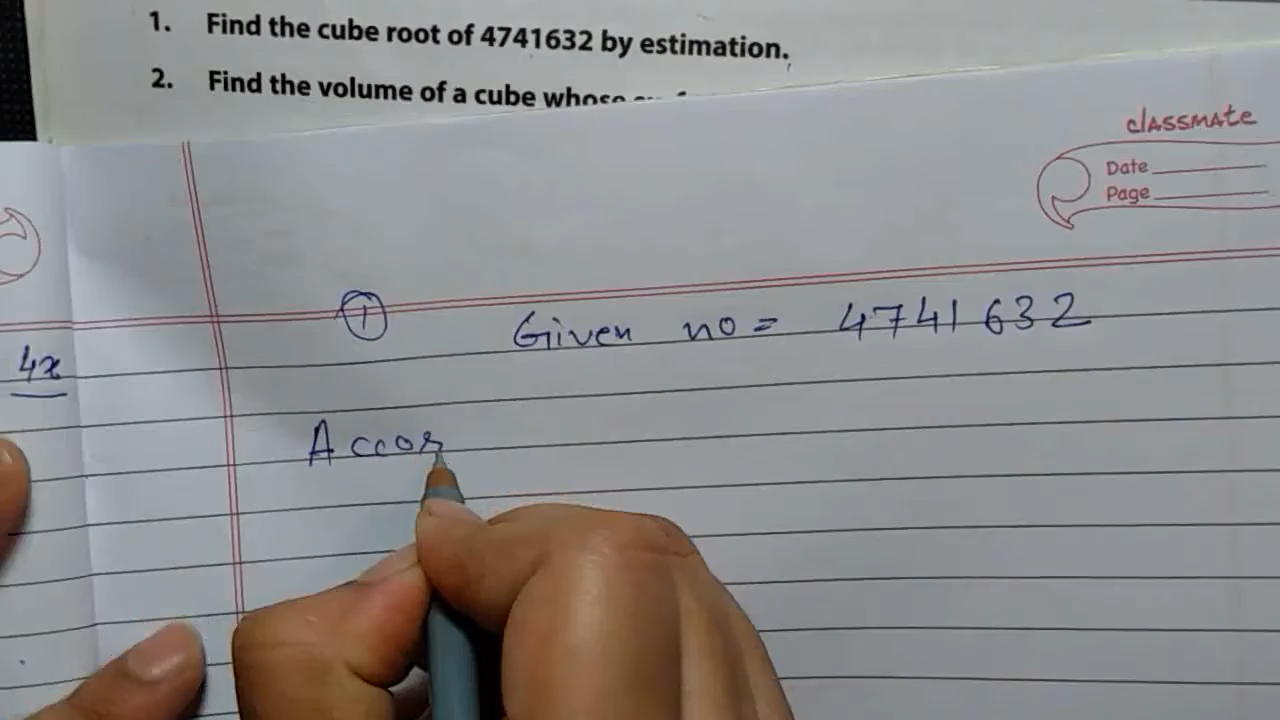 1. Find the cube root of 4741632 by estimation.
2. Find the volume of a cube whose
classmate
Date
Page
1 Given no = 4741632
4x
Accor